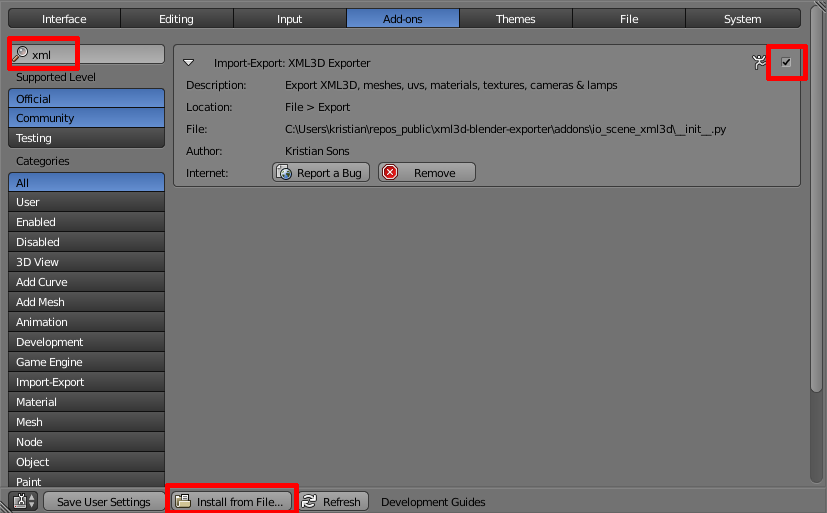 Interface Editing Input Add-ons Themes File System
xml
Supported Level
Official
Community
Testing
Categories
All
User
Enabled
Disabled
3D View
Add Curve
Add Mesh
Animation
Development
Game Engine
Import-Export
Material
Mesh
Node
Object
Paint
Import-Export: XML3D Exporter
Description: Export XML3D, meshes, uvs, materials, textures, cameras & lamps
Location: File > Export
File: C:\Users\kristian\repos_public\xml3d-blender-exporter\addons\io_scene_xml3d\__init__.py
Author: Kristian Sons
Internet: Report a Bug Remove
Save User Settings Install from File... Refresh Development Guides